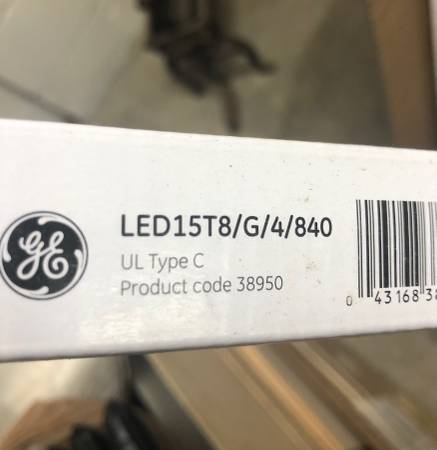 GE
LED15T8/G/4/840
UL Type C
Product code 38950
0 43168 38